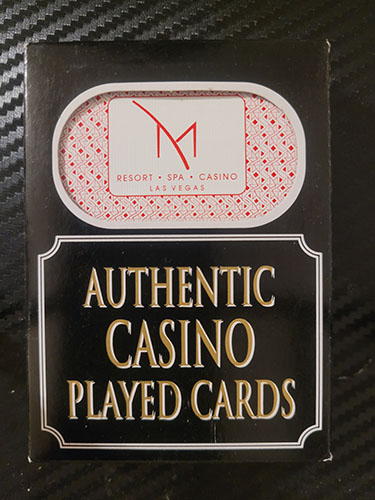 M
RESORT • SPA • CASINO
LAS VEGAS
AUTHENTIC
CASINO
PLAYED CARDS